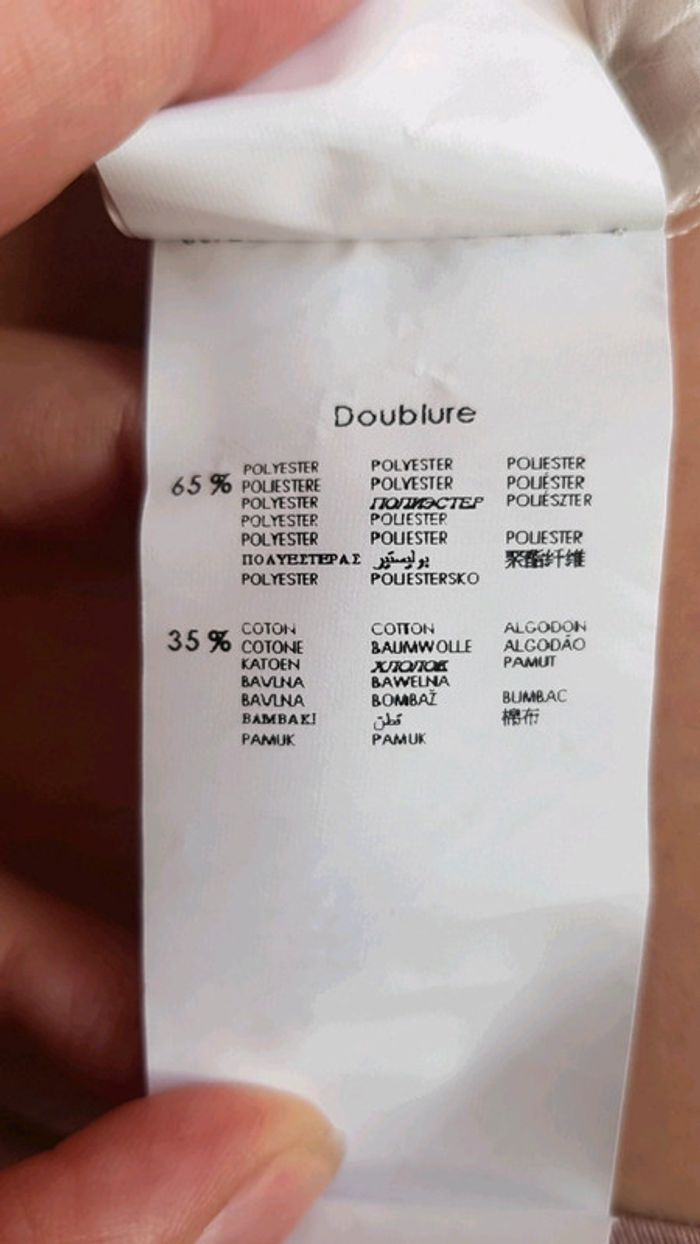 Doublure
65 % POLYESTER POLYESTER POLIESTER
POLIESTERE POLYESTER POLIÉSTER
POLYESTER ПОЛИЭСТЕР POLIÉSZTER
POLYESTER POLIESTER
POLYESTER POLIESTER POLIESTER
ΠΟΛΥΕΣΤΕΡΑΣ بوليستير 聚酯纤维
POLYESTER POLIESTERSKO
35 % COTON COTTON ALGODON
COTONE BAUMWOLLE ALGODÃO
KATOEN ХЛОПОК PAMUT
BAVLNA BAWELNA
BAVLNA BOMBAŽ BUMBAC
ΒΑΜΒΑΚΙ قطن 棉布
PAMUK PAMUK